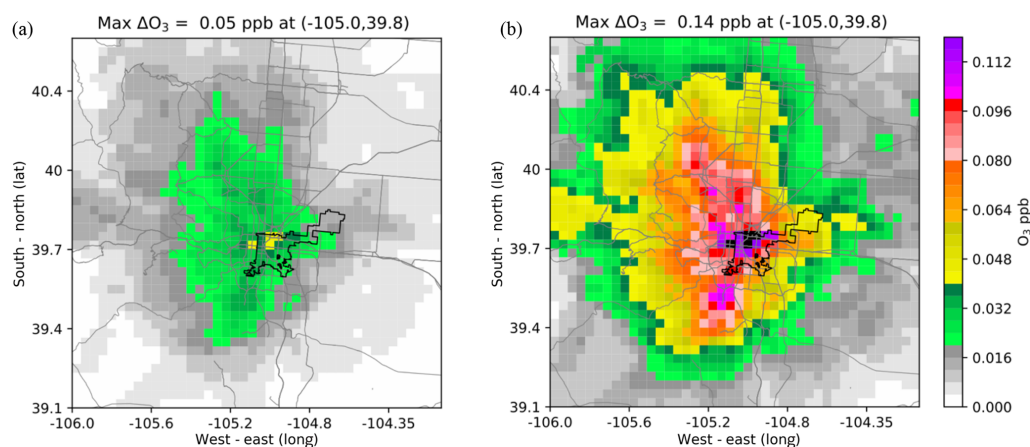 (a) Max ΔO₃ = 0.05 ppb at (-105.0,39.8)
(b) Max ΔO₃ = 0.14 ppb at (-105.0,39.8)
South - north (lat)
40.4
40
39.7
39.4
39.1
-106.0 -105.6 -105.2 -104.8 -104.35
West - east (long)
South - north (lat)
40.4
40
39.7
39.4
39.1
-106.0 -105.6 -105.2 -104.8 -104.35
West - east (long)
0.112
0.096
0.080
0.064
0.048
0.032
0.016
0.000
O₃ ppb